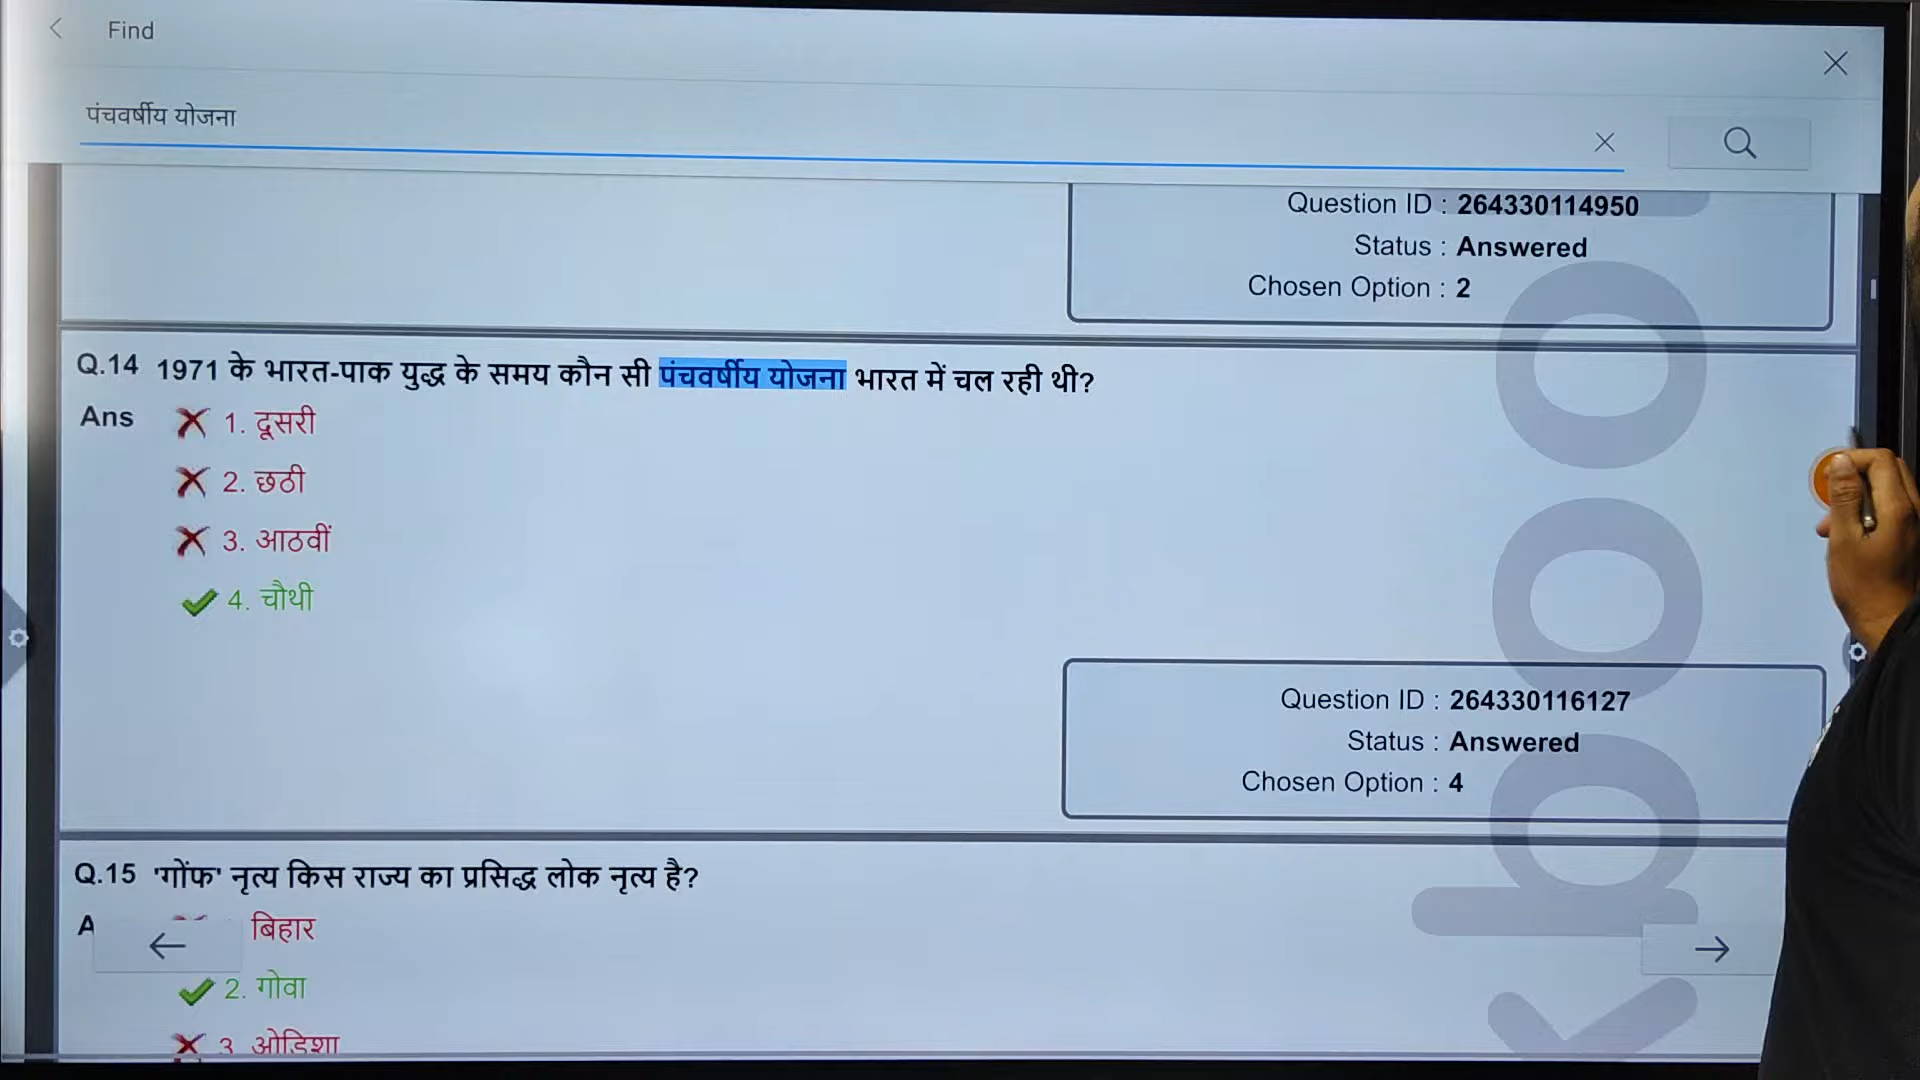 Find
पंचवर्षीय योजना
Question ID : 264330114950
Status : Answered
Chosen Option : 2
Q.14 1971 के भारत-पाक युद्ध के समय कौन सी पंचवर्षीय योजना भारत में चल रही थी?
Ans 1. दूसरी
2. छठी
3. आठवीं
4. चौथी
Question ID : 264330116127
Status : Answered
Chosen Option : 4
Q.15 'गोंफ' नृत्य किस राज्य का प्रसिद्ध लोक नृत्य है?
बिहार
2. गोवा
3 ओडिशा